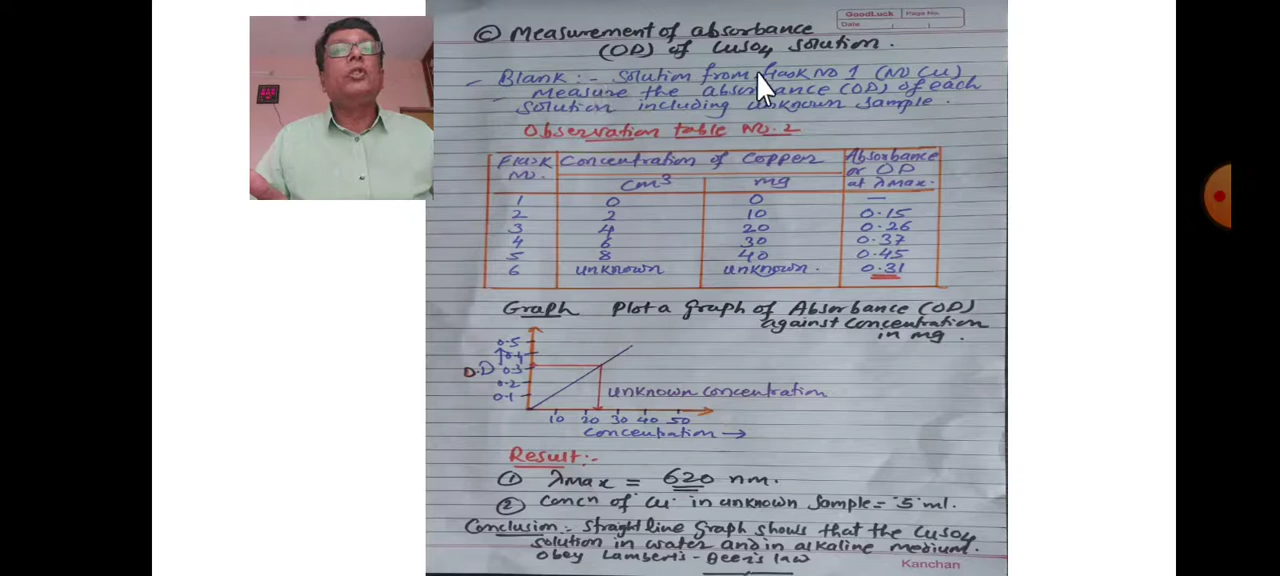 GoodLuck Page No.
Date
© Measurement of absorbance
(OD) of CuSO4 solution.
- Blank :- Solution from flask No 1 (No Cu)
- Measure the absorbance (OD) of each
solution including unknown sample.
Observation table No. 2
Flask No. | Concentration of Copper | Absorbance or OD at λmax.
cm3 | mg
1 | 0 | 0 | —
2 | 2 | 10 | 0.15
3 | 4 | 20 | 0.26
4 | 6 | 30 | 0.37
5 | 8 | 40 | 0.45
6 | unknown | unknown. | 0.31
Graph Plot a graph of Absorbance (OD)
against concentration
in mg.
0.5
0.4
O.D 0.3
0.2
0.1
unknown concentration
10 20 30 40 50
Concentration →
Result:-
① λmax = 620 nm.
② Concn of Cu in unknown sample = 5 ml.
Conclusion:- Straight line Graph shows that the CuSO4
solution in water and in alkaline medium.
obey Lambert's-Beer's law
Kanchan